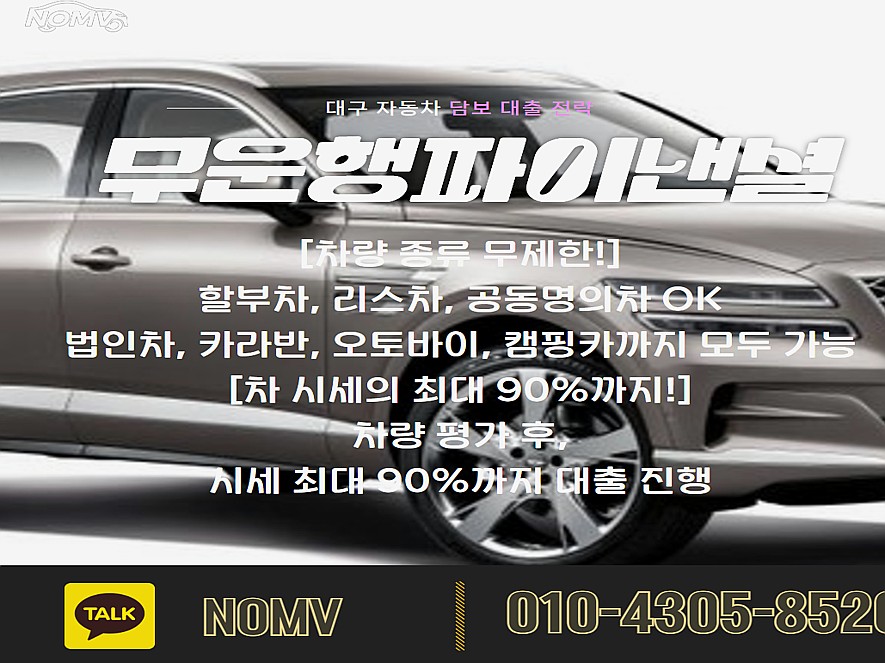 NOMV
대구 자동차 담보 대출 전략
무운행파이낸셜
[차량 종류 무제한!]
할부차, 리스차, 공동명의차 OK
법인차, 카라반, 오토바이, 캠핑카까지 모두 가능
[차 시세의 최대 90%까지!]
차량 평가 후,
시세 최대 90%까지 대출 진행
TALK
NOMV
010-4305-8520